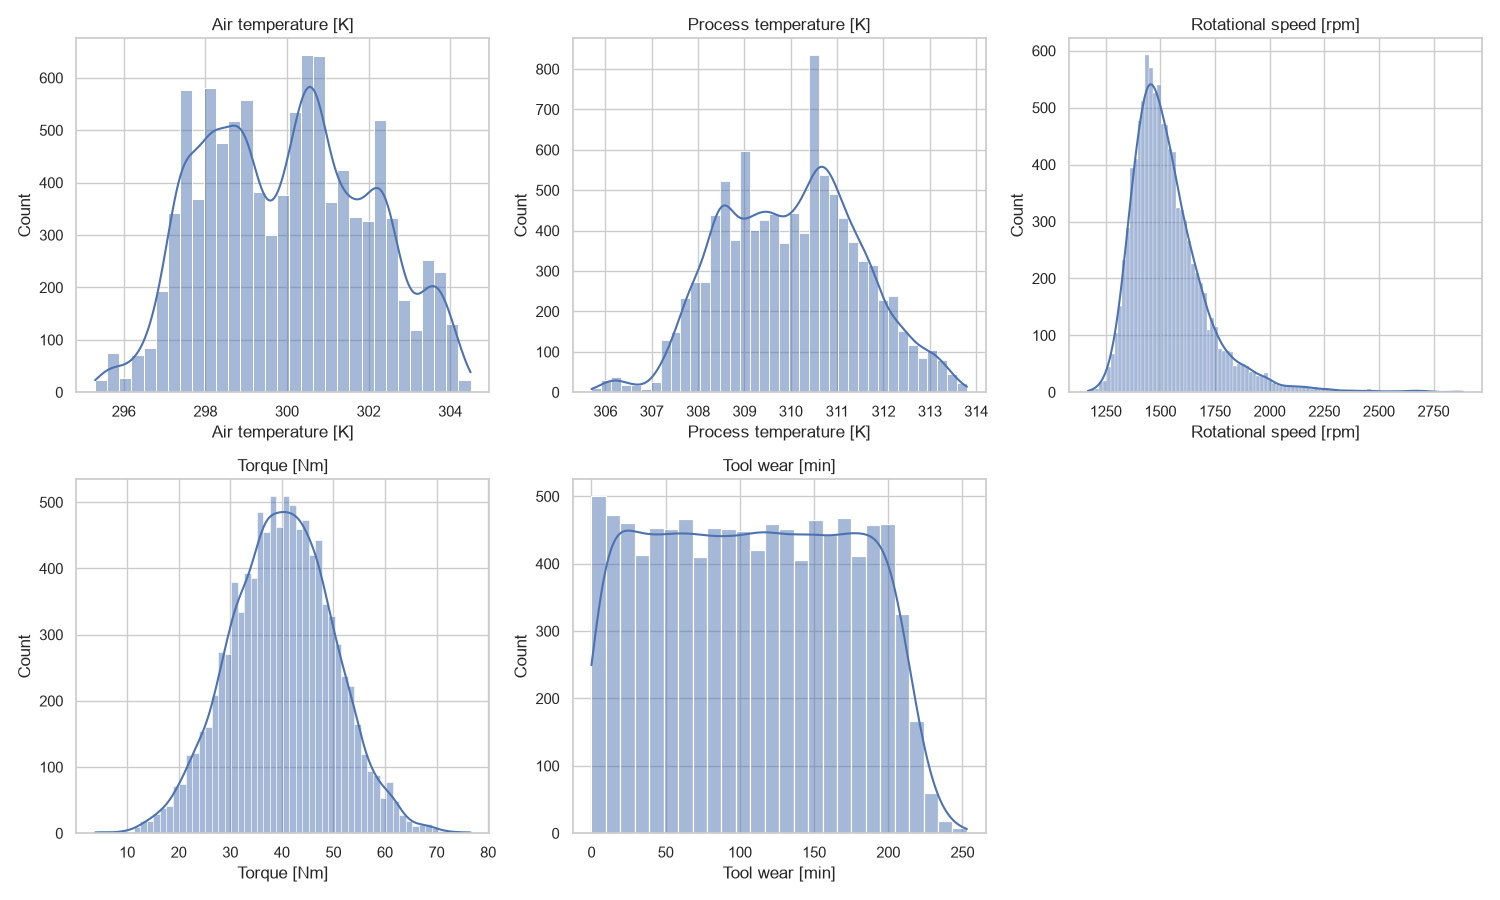 Air temperature [K]
Count
600
500
400
300
200
100
0
296 298 300 302 304
Air temperature [K]
Process temperature [K]
Count
800
700
600
500
400
300
200
100
0
306 307 308 309 310 311 312 313 314
Process temperature [K]
Rotational speed [rpm]
Count
600
500
400
300
200
100
0
1250 1500 1750 2000 2250 2500 2750
Rotational speed [rpm]
Torque [Nm]
Count
500
400
300
200
100
0
10 20 30 40 50 60 70 80
Torque [Nm]
Tool wear [min]
Count
500
400
300
200
100
0
0 50 100 150 200 250
Tool wear [min]